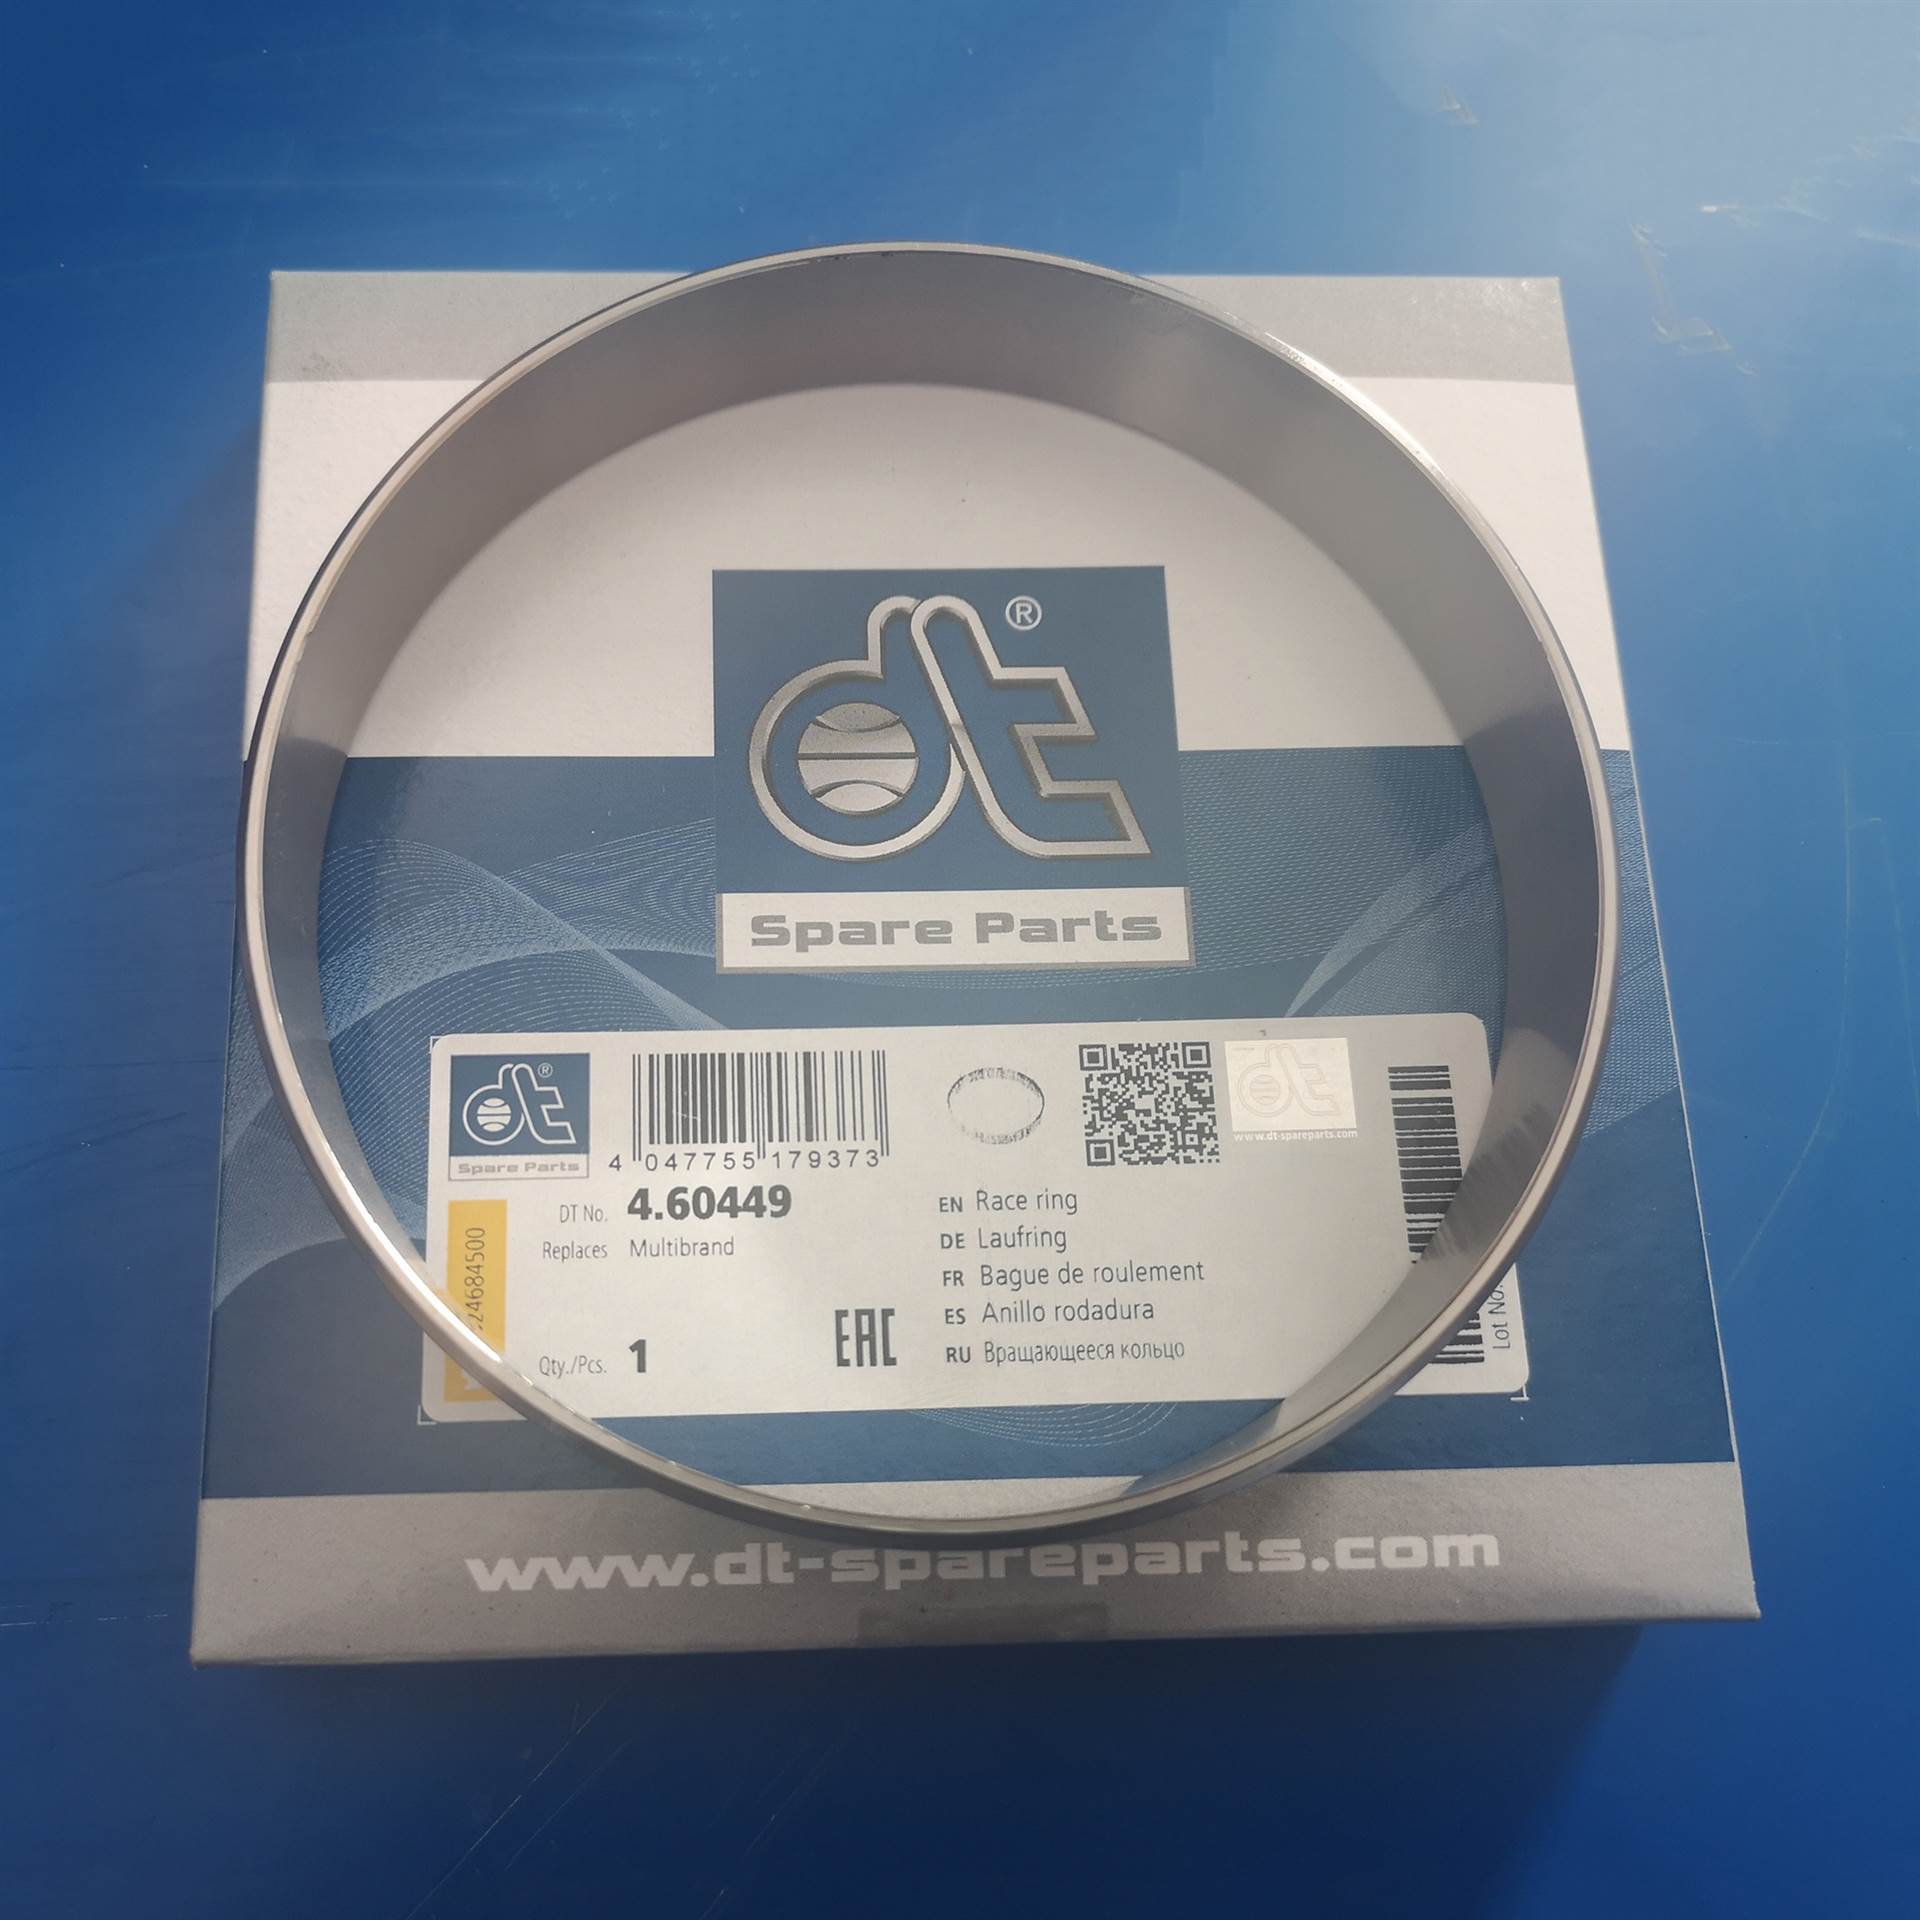 dt®
Spare Parts
dt®
Spare Parts
4 047755 179373
www.dt-spareparts.com
DT No. 4.60449
Replaces Multibrand
24684500
Qty./Pcs. 1
EAC
EN Race ring
DE Laufring
FR Bague de roulement
ES Anillo rodadura
RU Вращающееся кольцо
Lot No.
www.dt-spareparts.com